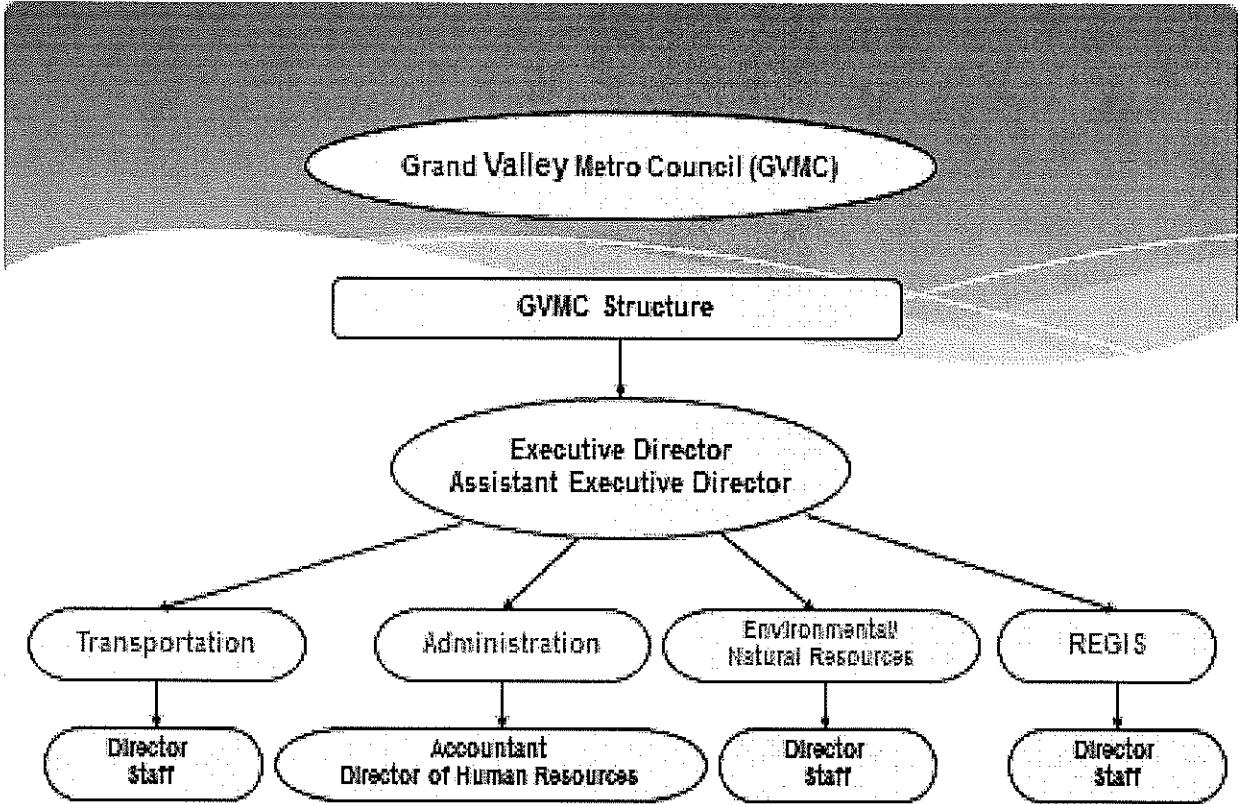 Grand Valley Metro Council (GVMC)
GVMC Structure
Executive Director
Assistant Executive Director
Transportation
Administration
Environmental/
Natural Resources
REGIS
Director
Staff
Accountant
Director of Human Resources
Director
Staff
Director
Staff